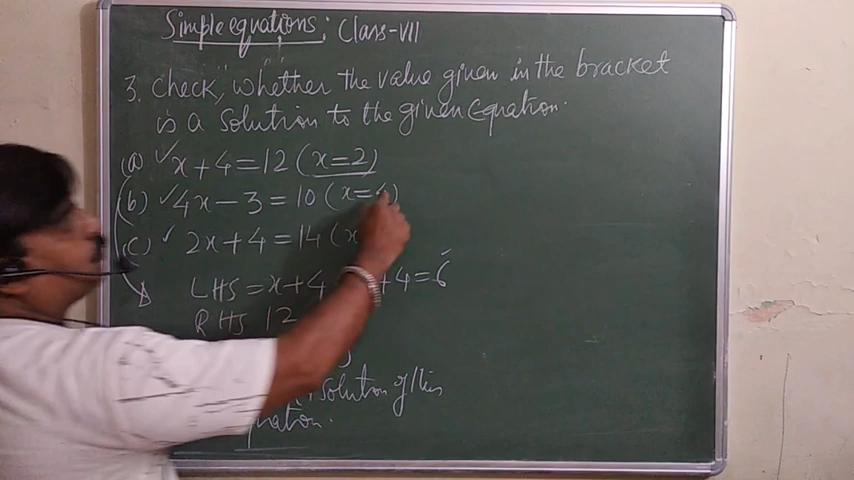 Simple equations: Class-VII
3. Check, whether the value given in the bracket
is a solution to the given Equation.
(a) ✓ x+4=12 (x=2)
(b) ✓ 4x-3=10 (x=4)
(c) ✓ 2x+4=14 (x
LHS=x+4 +4=6
RHS 12
solution of this